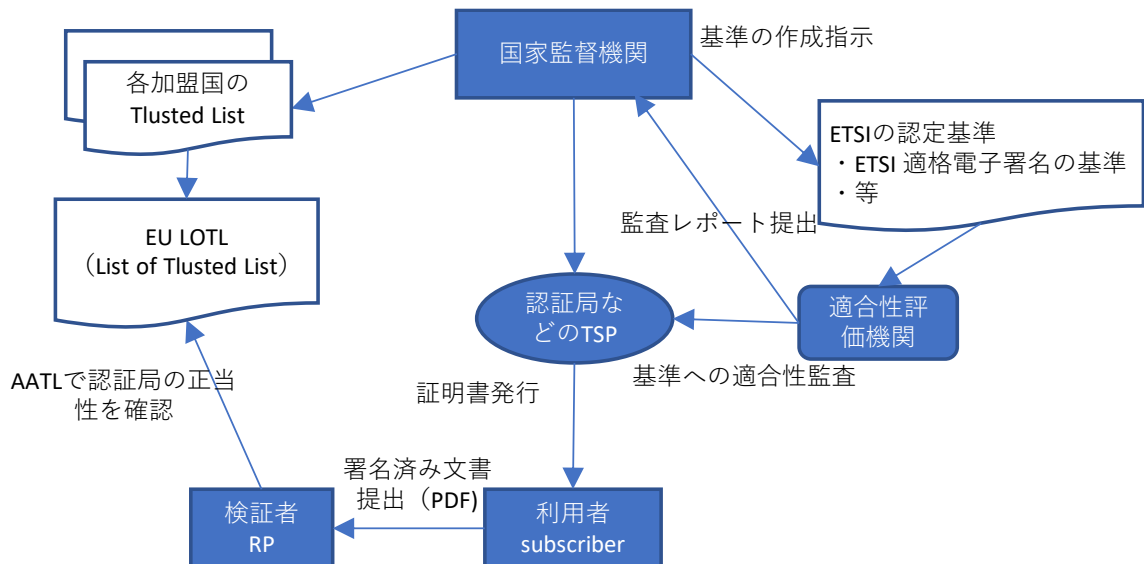 基準の作成指示
国家監督機関
各加盟国の
Tlusted List
ETSIの認定基準
・ETSI 適格電子署名の基準
・等
監査レポート提出
EU LOTL
（List of Tlusted List）
認証局な
どのTSP
適合性評
価機関
基準への適合性監査
AATLで認証局の正当
性を確認
証明書発行
署名済み文書
提出（PDF)
検証者
RP
利用者
subscriber